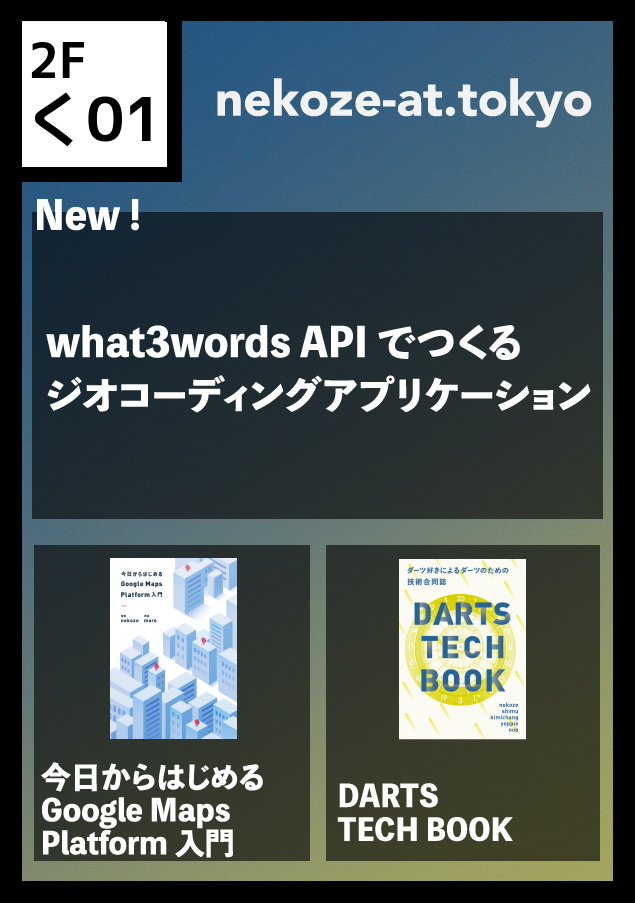 2F
く01
nekoze-at.tokyo
New !
what3words API でつくる
ジオコーディングアプリケーション
今日からはじめる
Google Maps
Platform 入門
nekoze
maro
今日からはじめる
Google Maps
Platform 入門
ダーツ好きによるダーツのための
技術合同誌
DARTS
TECH
BOOK
nekoze
shimu
kimichang
yoppie
nob
DARTS
TECH BOOK